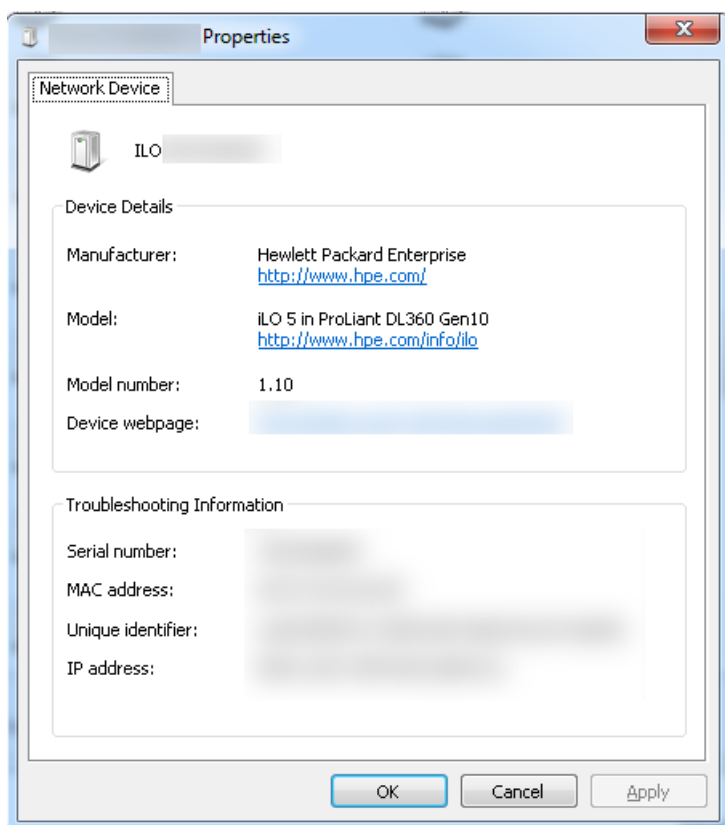 Properties
Network Device
ILO
Device Details
Manufacturer: Hewlett Packard Enterprise
http://www.hpe.com/
Model: iLO 5 in ProLiant DL360 Gen10
http://www.hpe.com/info/ilo
Model number: 1.10
Device webpage:
Troubleshooting Information
Serial number:
MAC address:
Unique identifier:
IP address:
OK Cancel Apply